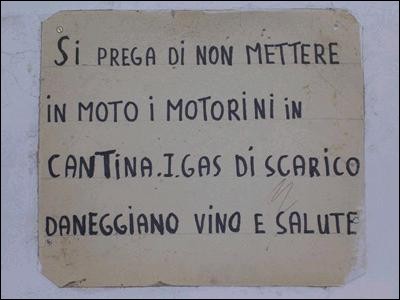 Si PREGA Di NON METTERE
iN MOTO i MOTORiNi iN
CANTiNA.I.GAS Di SCARiCO
DANEGGiANO ViNO E SALUTE